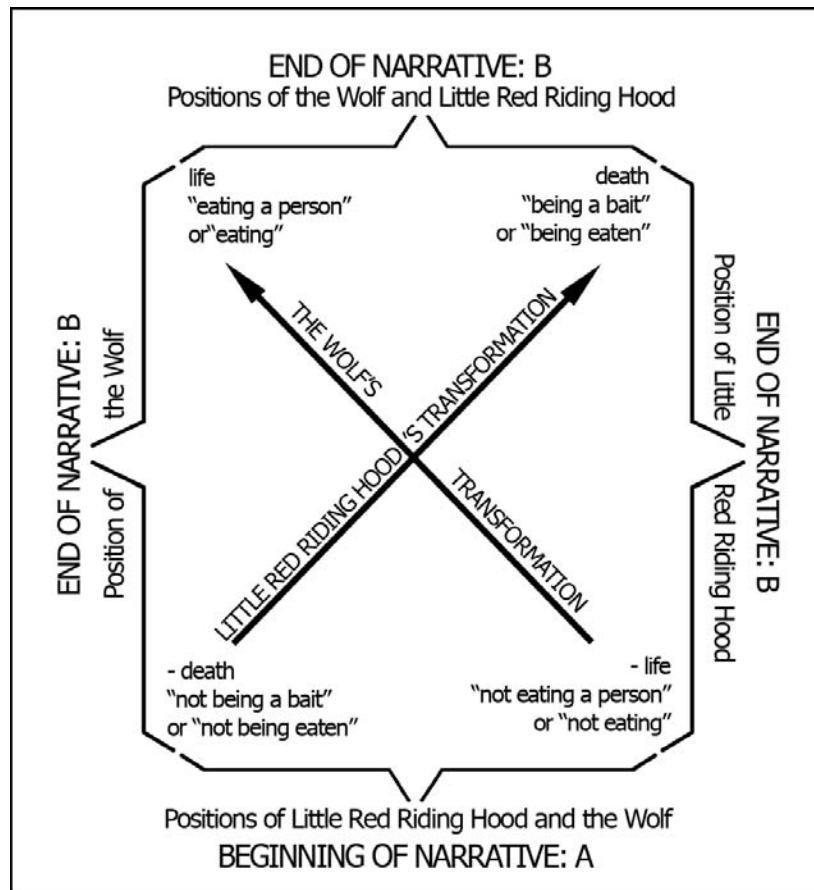 END OF NARRATIVE: B
Positions of the Wolf and Little Red Riding Hood
life
“eating a person”
or“eating”
death
“being a bait”
or “being eaten”
END OF NARRATIVE: B
Position of the Wolf
THE WOLF’S TRANSFORMATION
LITTLE RED RIDING HOOD ’S TRANSFORMATION
Position of Little Red Riding Hood
END OF NARRATIVE: B
- death
“not being a bait”
or “not being eaten”
- life
“not eating a person”
or “not eating”
Positions of Little Red Riding Hood and the Wolf
BEGINNING OF NARRATIVE: A